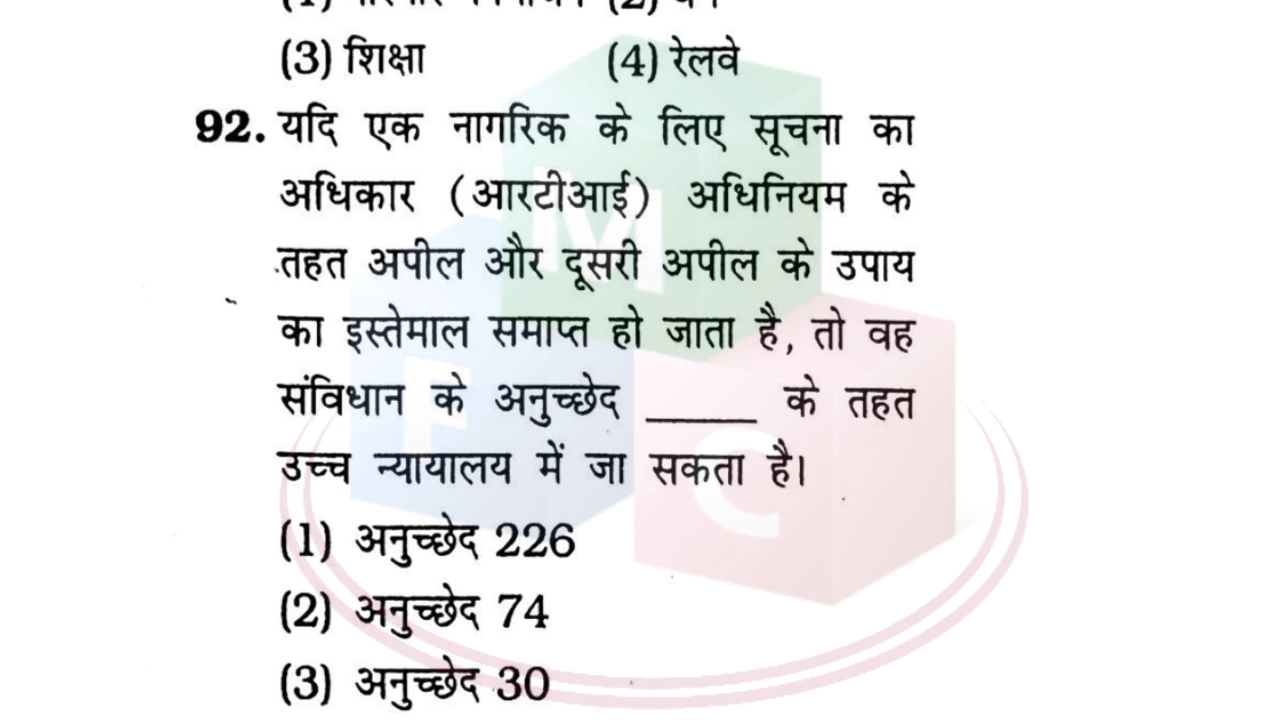 (3) शिक्षा (4) रेलवे
92. यदि एक नागरिक के लिए सूचना का
अधिकार (आरटीआई) अधिनियम के
तहत अपील और दूसरी अपील के उपाय
का इस्तेमाल समाप्त हो जाता है, तो वह
संविधान के अनुच्छेद ______ के तहत
उच्च न्यायालय में जा सकता है।
(1) अनुच्छेद 226
(2) अनुच्छेद 74
(3) अनुच्छेद 30
M
F
C